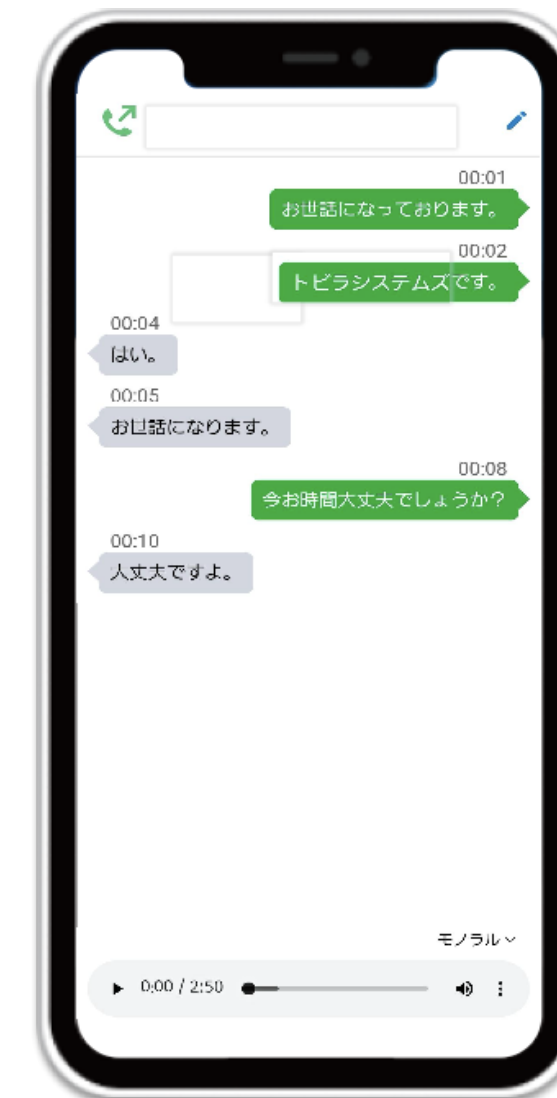 00:01
お世話になっております。
00:02
トビラシステムズです。
00:04
はい。
00:05
お世話になります。
00:08
今お時間大丈夫でしょうか?
00:10
大丈夫ですよ。
モノラル
0:00 / 2:50